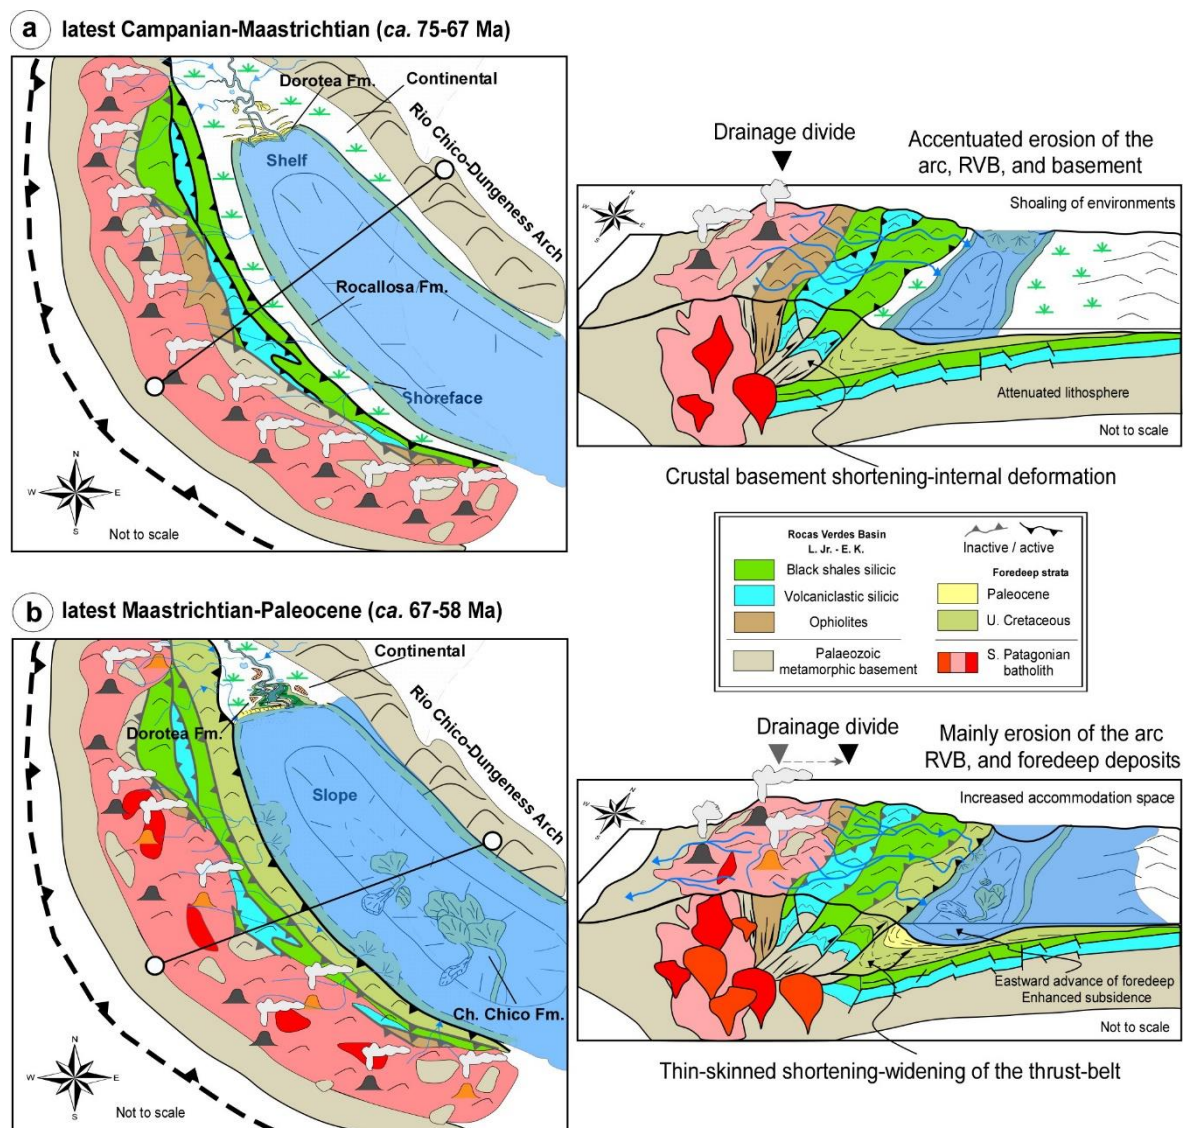 a latest Campanian-Maastrichtian (ca. 75-67 Ma)
Dorotea Fm.
Continental
Rio Chico-Dungeness Arch
Shelf
Rocallosa Fm.
Shoreface
N
W E
S
Not to scale
Drainage divide
Accentuated erosion of the
arc, RVB, and basement
N
W E
S
Shoaling of environments
Attenuated lithosphere
Not to scale
Crustal basement shortening-internal deformation
Rocas Verdes Basin
L. Jr. - E. K.
Black shales silicic
Volcaniclastic silicic
Ophiolites
Palaeozoic
metamorphic basement
Inactive / active
Foredeep strata
Paleocene
U. Cretaceous
S. Patagonian
batholith
b latest Maastrichtian-Paleocene (ca. 67-58 Ma)
Continental
Dorotea Fm.
Rio Chico-Dungeness Arch
Slope
Ch. Chico Fm.
N
W E
S
Not to scale
Drainage divide
Mainly erosion of the arc
RVB, and foredeep deposits
N
W E
S
Increased accommodation space
Eastward advance of foredeep
Enhanced subsidence
Not to scale
Thin-skinned shortening-widening of the thrust-belt